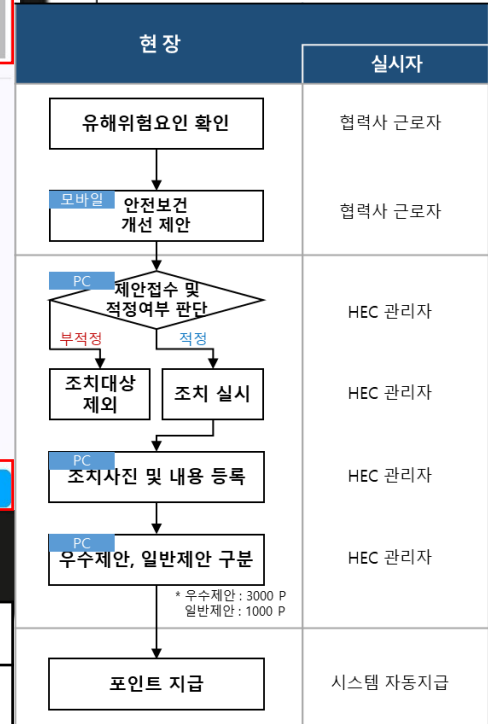 현 장
실시자
유해위험요인 확인
협력사 근로자
모바일
안전보건
개선 제안
협력사 근로자
PC
제안접수 및
적정여부 판단
HEC 관리자
부적정
적정
조치대상
제외
조치 실시
HEC 관리자
PC
조치사진 및 내용 등록
HEC 관리자
PC
우수제안, 일반제안 구분
HEC 관리자
* 우수제안 : 3000 P
일반제안 : 1000 P
포인트 지급
시스템 자동지급